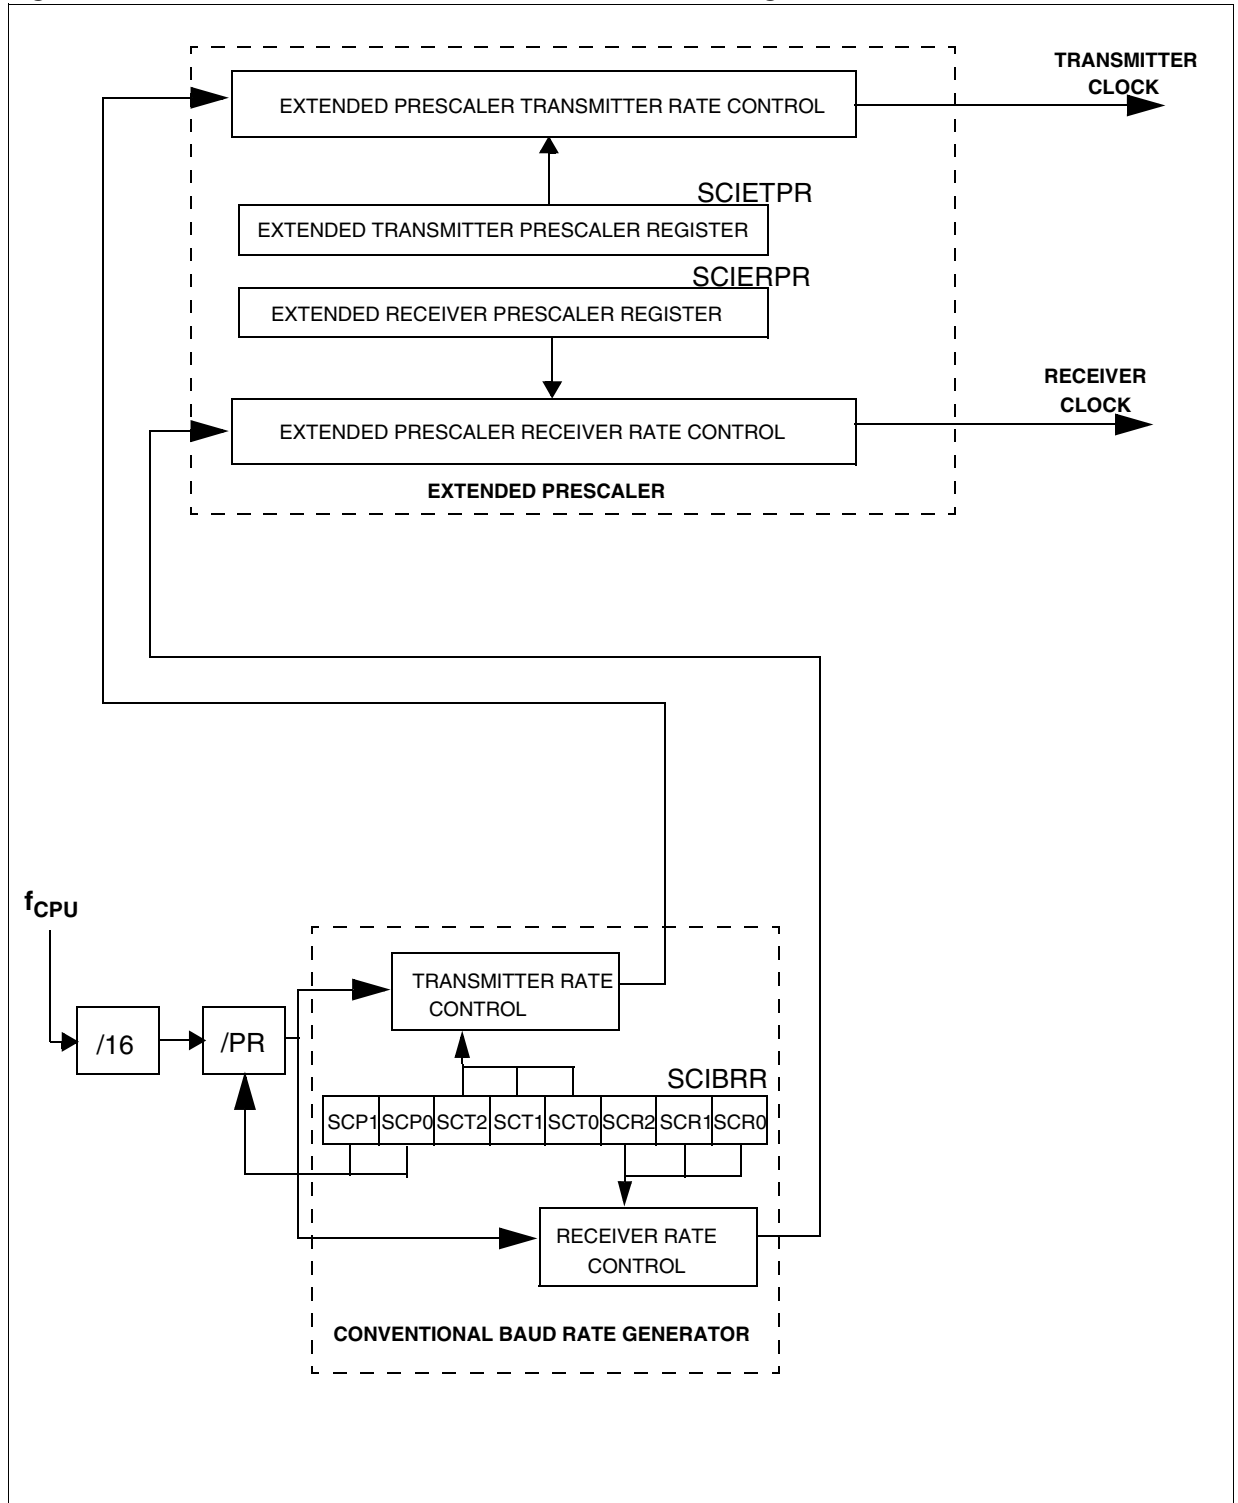 TRANSMITTER
CLOCK
EXTENDED PRESCALER TRANSMITTER RATE CONTROL
SCIETPR
EXTENDED TRANSMITTER PRESCALER REGISTER
SCIERPR
EXTENDED RECEIVER PRESCALER REGISTER
RECEIVER
CLOCK
EXTENDED PRESCALER RECEIVER RATE CONTROL
EXTENDED PRESCALER
fCPU
TRANSMITTER RATE
CONTROL
/16
/PR
SCIBRR
SCP1 SCP0 SCT2 SCT1 SCT0 SCR2 SCR1 SCR0
RECEIVER RATE
CONTROL
CONVENTIONAL BAUD RATE GENERATOR